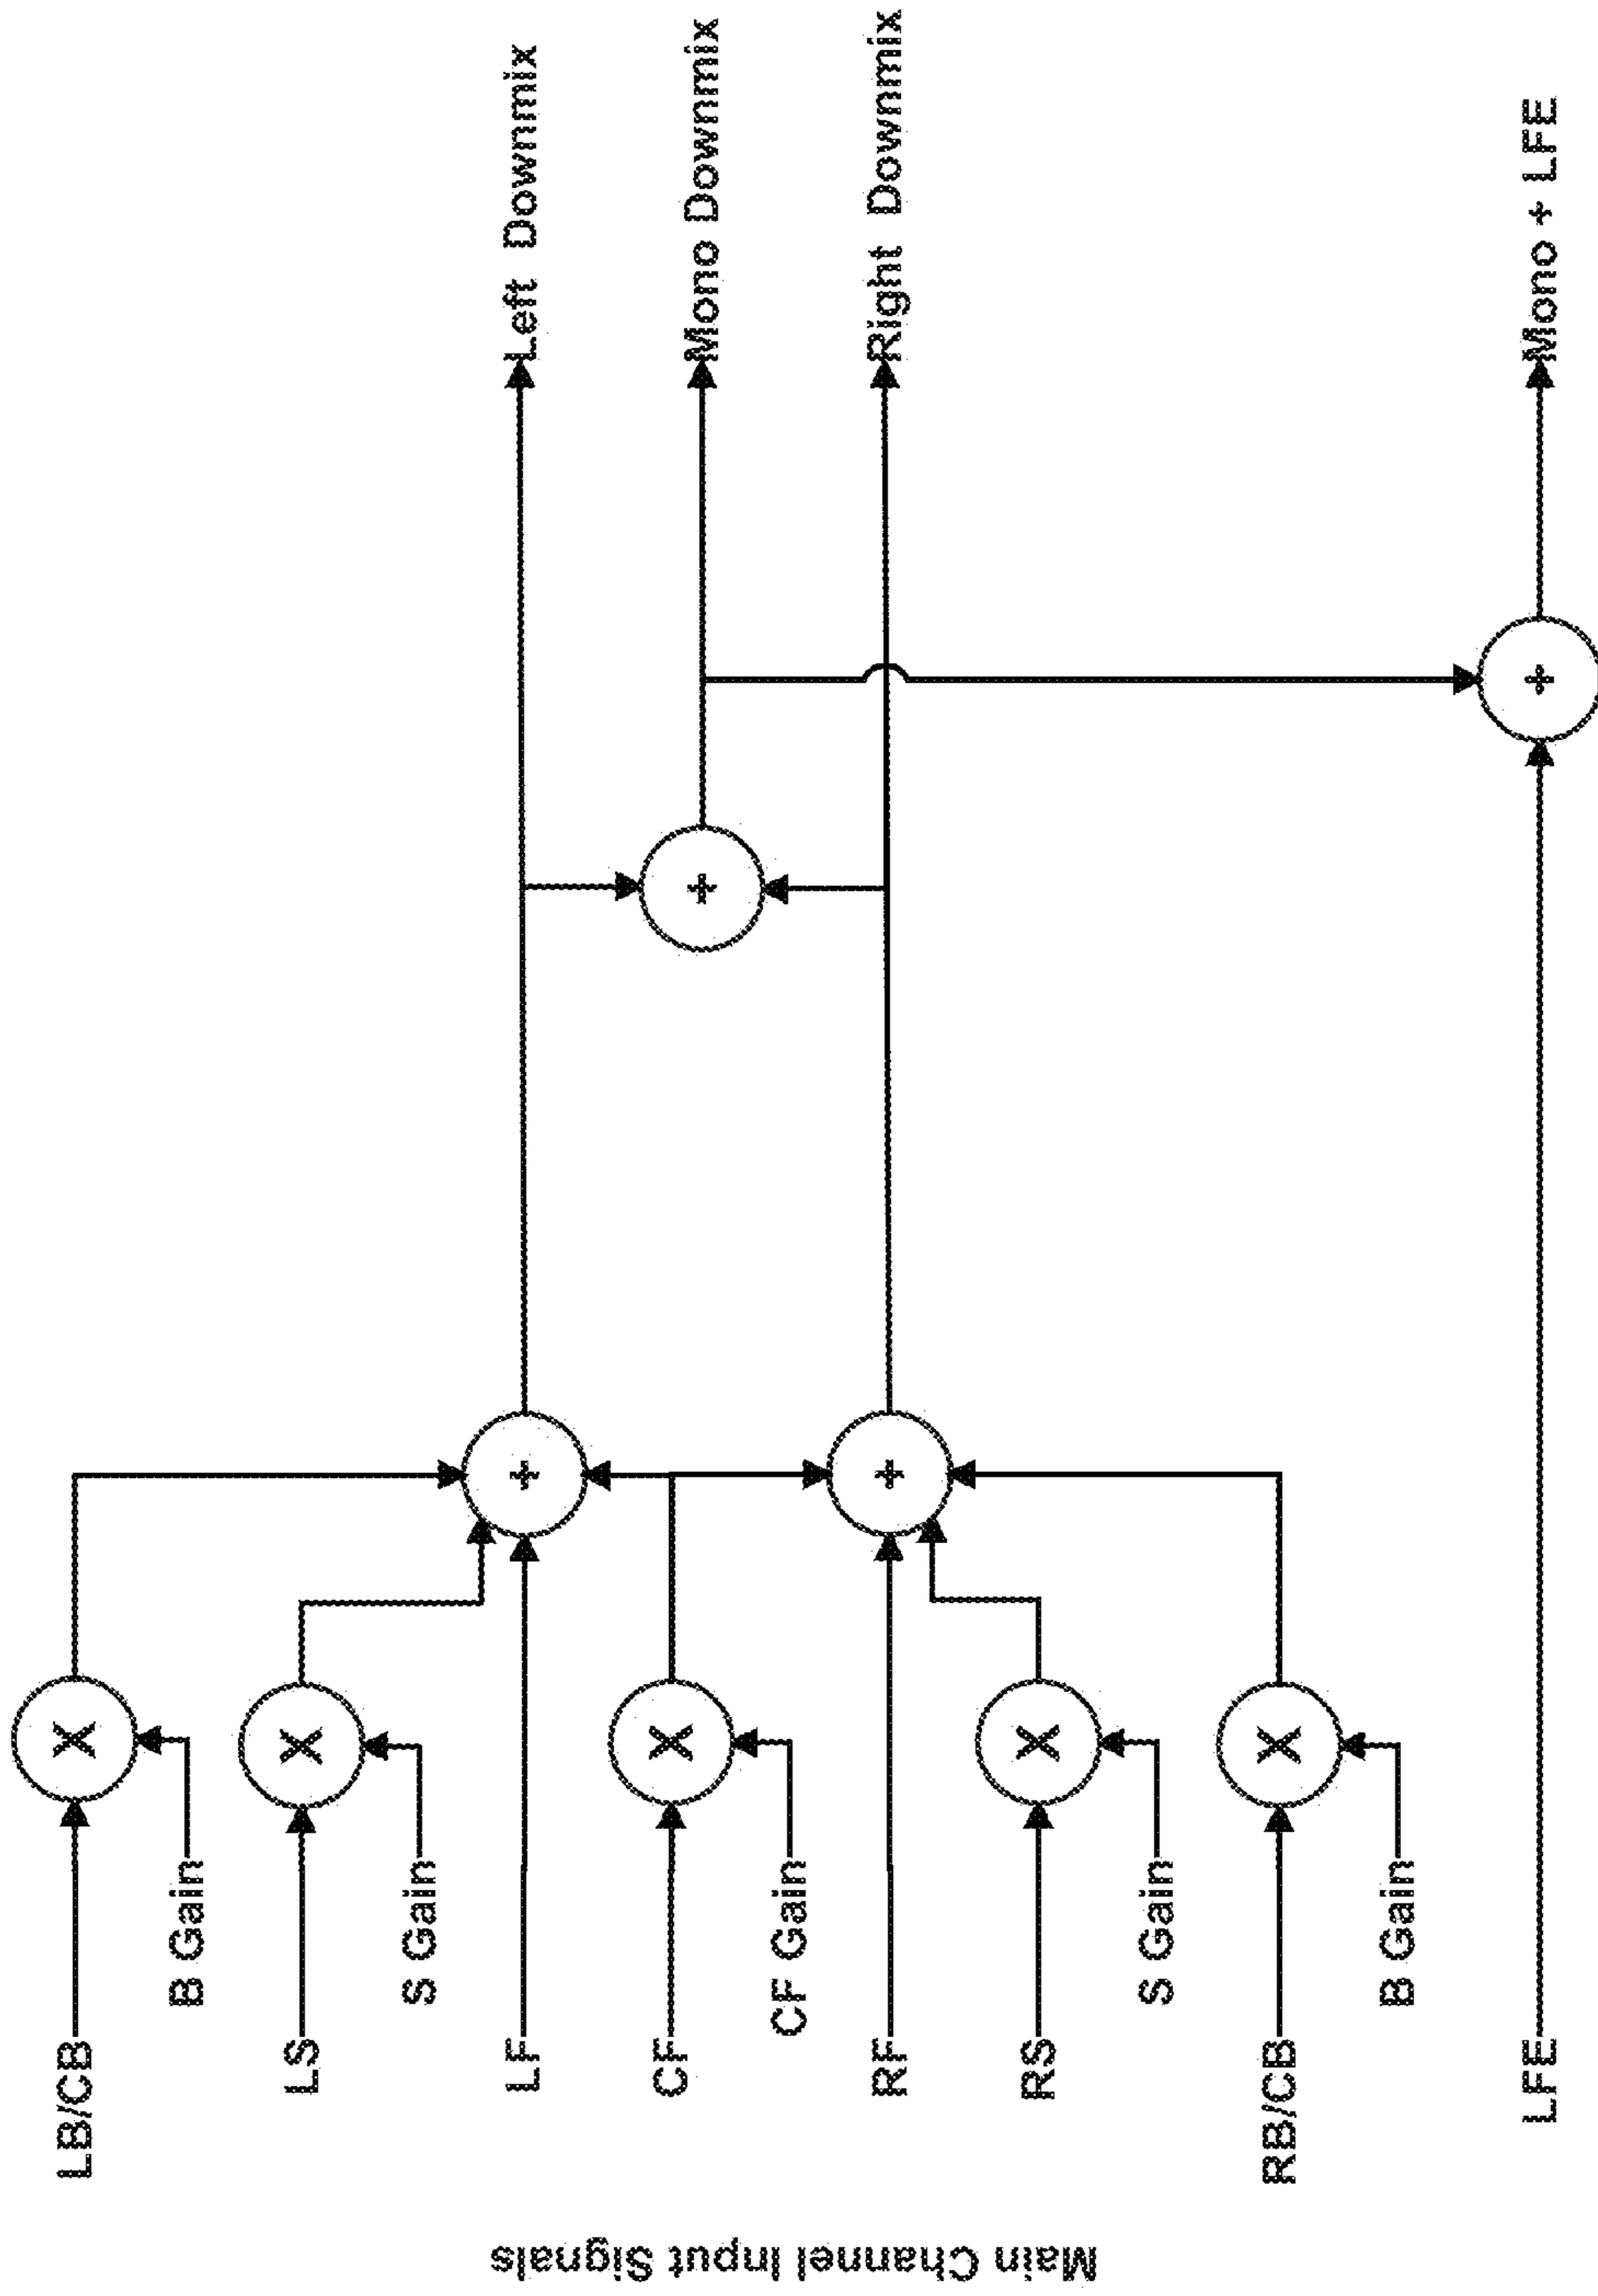 Main Channel Input Signals
LB/CB
B Gain
X
LS
S Gain
X
LF
+
CF
CF Gain
X
RF
+
RS
S Gain
X
RB/CB
B Gain
X
LFE
+
+
Left Downmix
Mono Downmix
Right Downmix
Mono + LFE